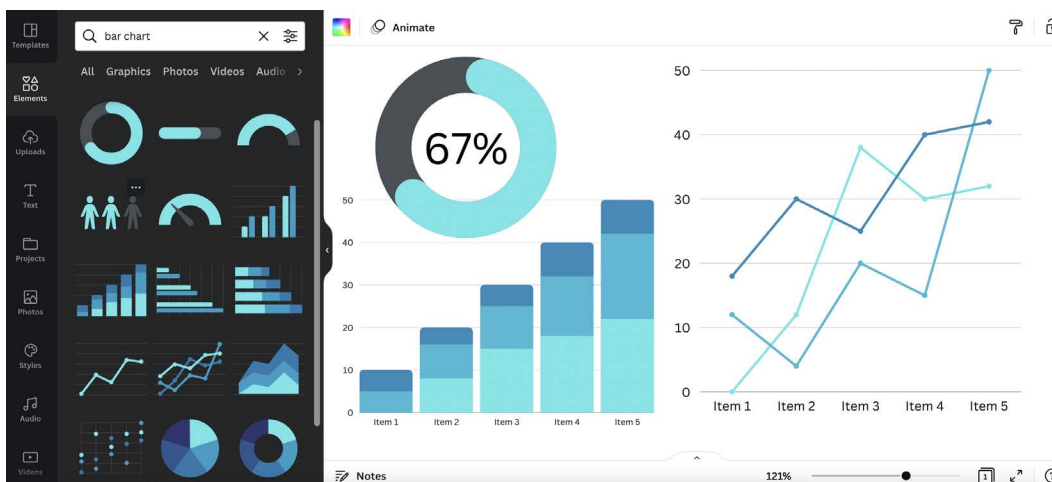 Templates
Elements
Uploads
Text
Projects
Photos
Styles
Audio
Videos
bar chart
All Graphics Photos Videos Audio
Animate
67%
50
40
30
20
10
0
Item 1 Item 2 Item 3 Item 4 Item 5
50
40
30
20
10
0
Item 1 Item 2 Item 3 Item 4 Item 5
Notes
121%
1